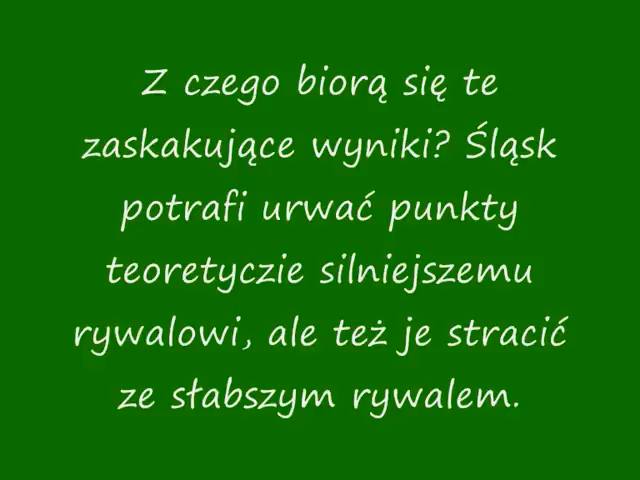 Z czego biorą się te
zaskakujące wyniki? Śląsk
potrafi urwać punkty
teoretyczie silniejszemu
rywalowi, ale też je stracić
ze słabszym rywalem.